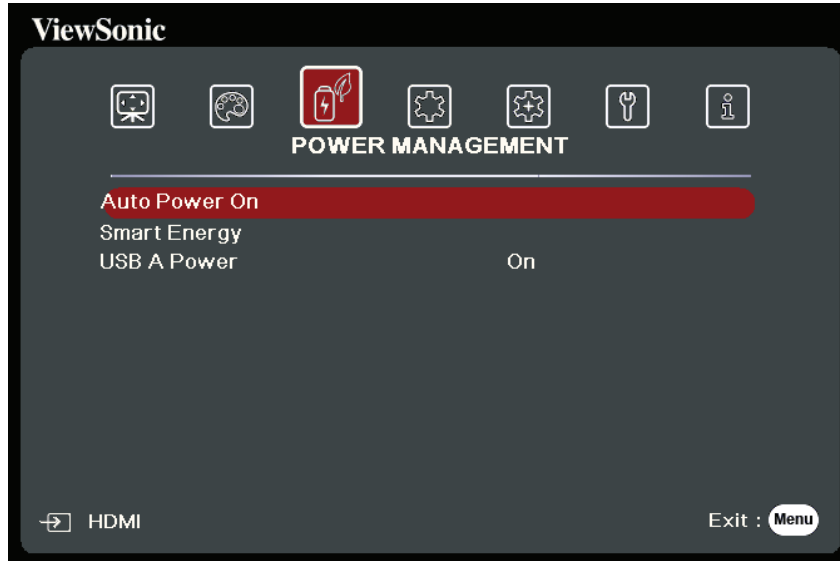 ViewSonic
POWER MANAGEMENT
Auto Power On
Smart Energy
USB A Power On
HDMI
Exit : Menu